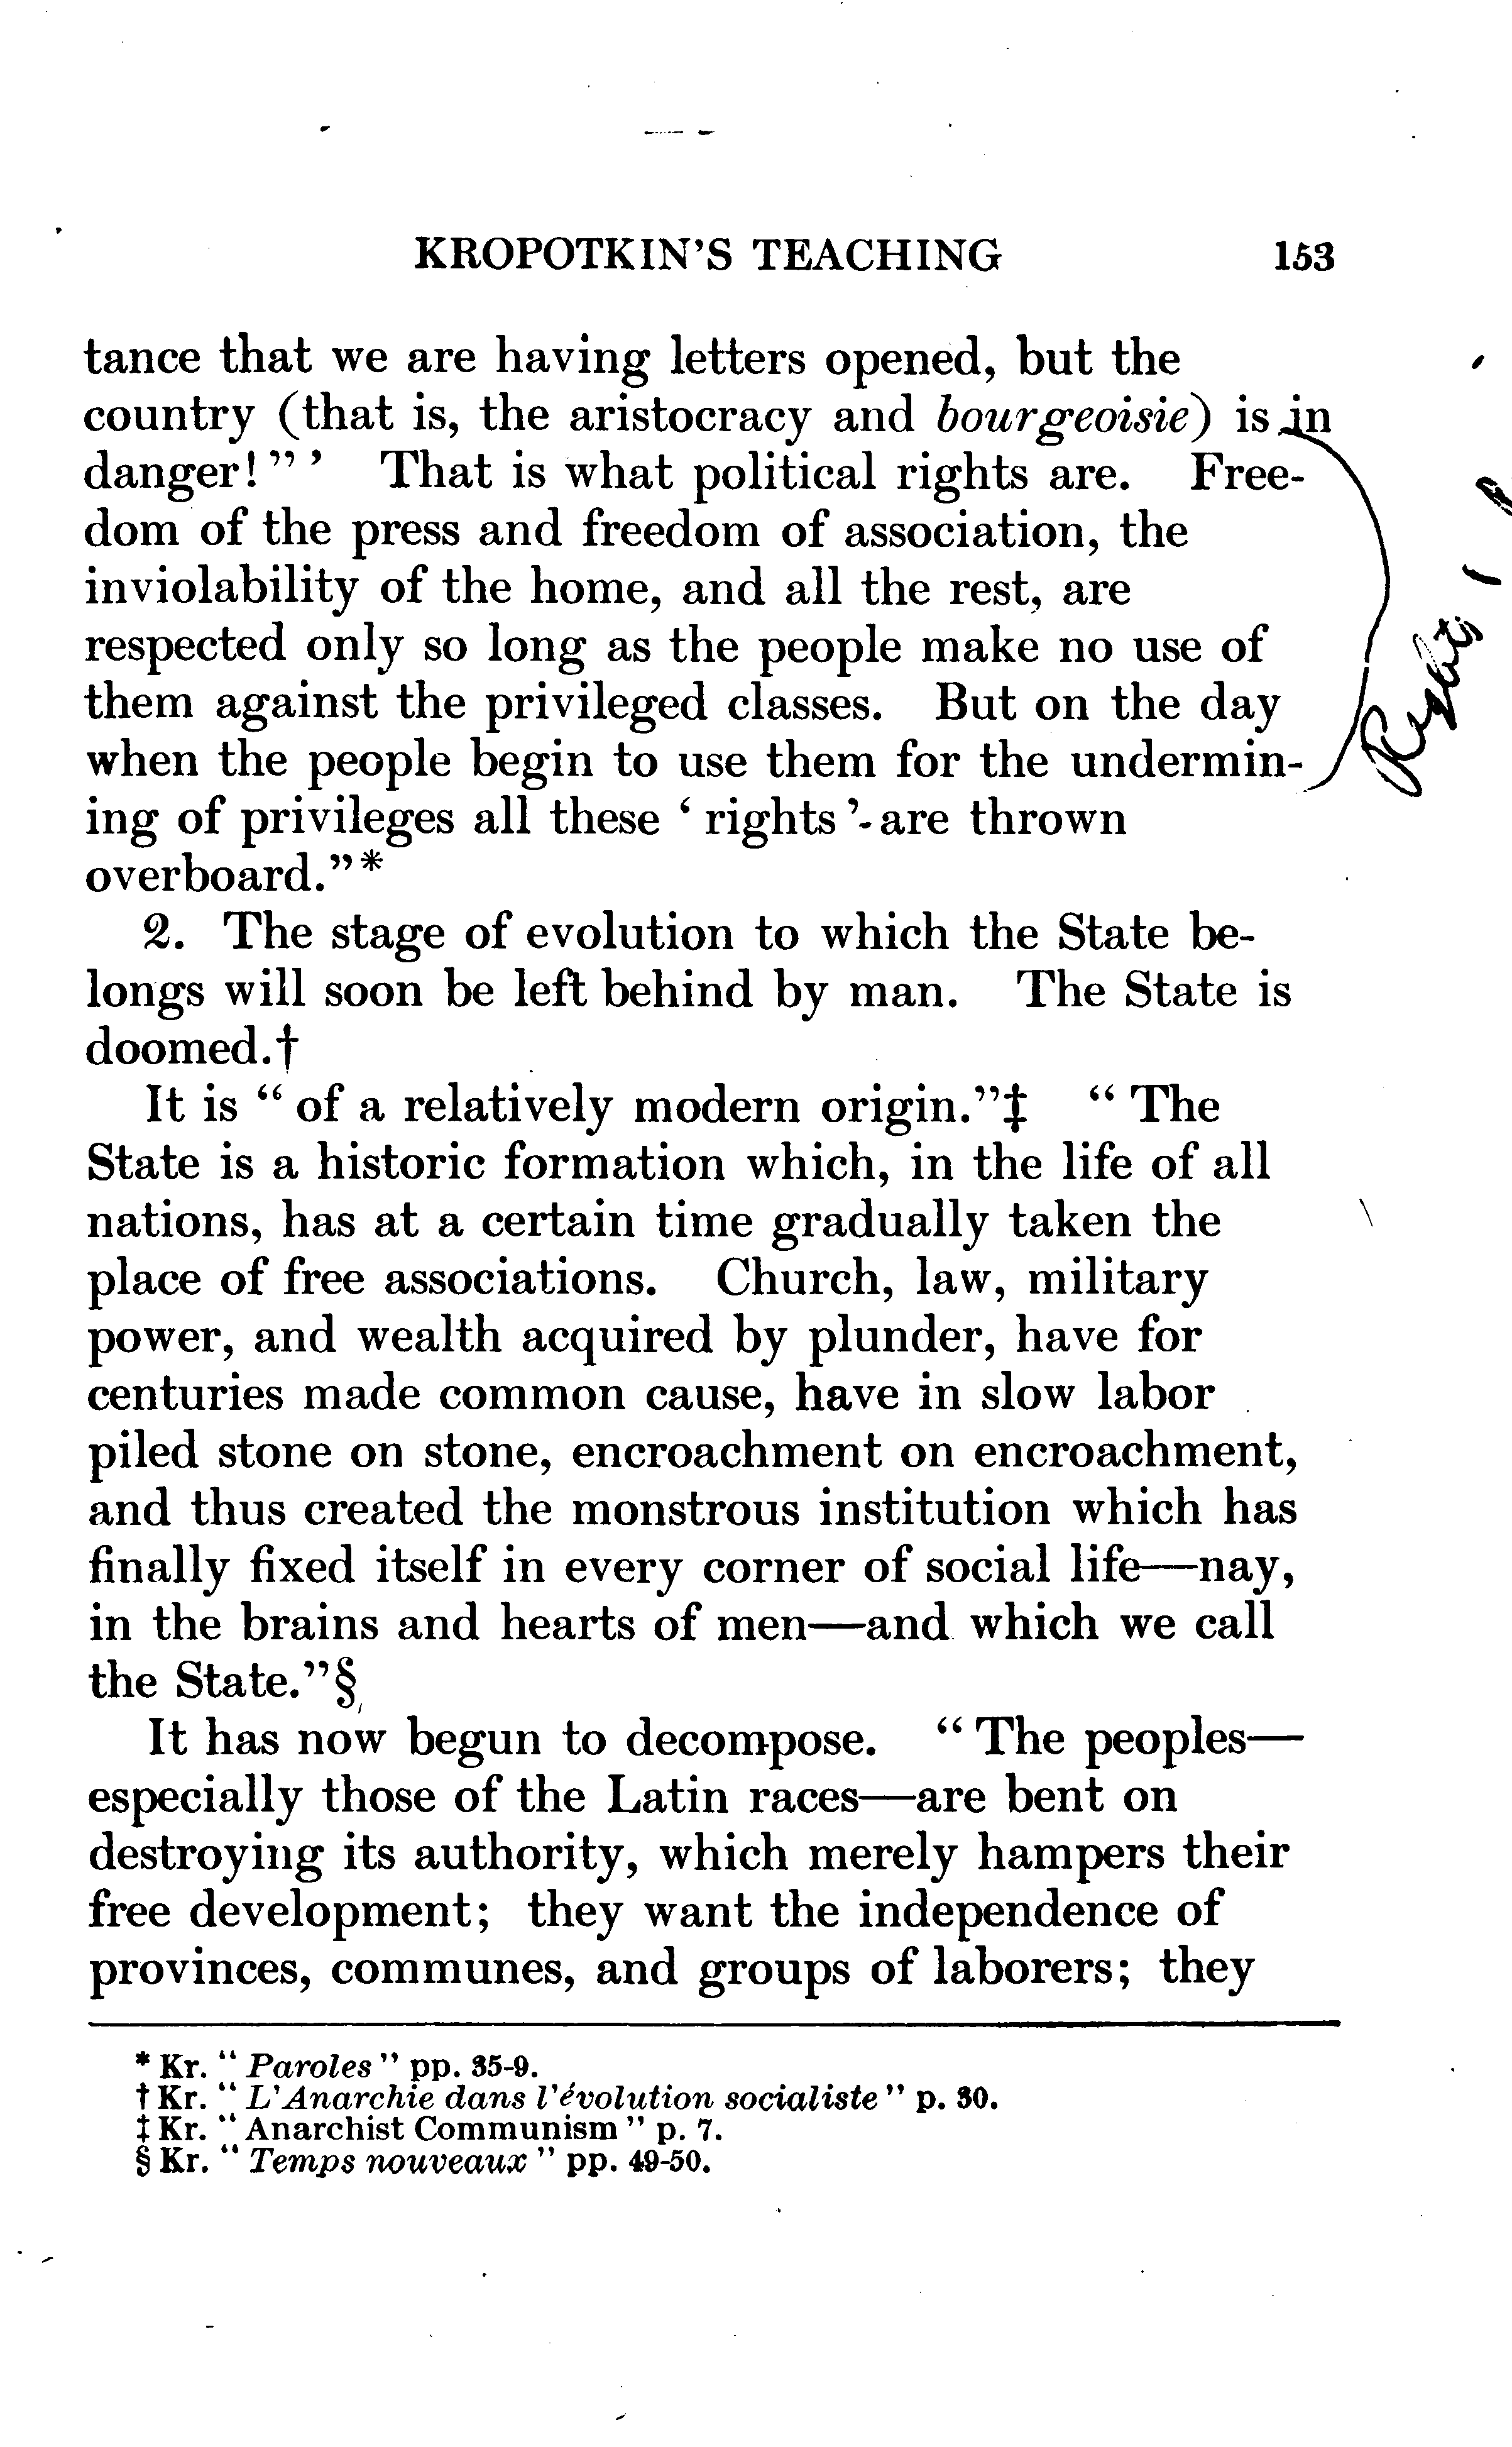 KROPOTKIN'S TEACHING 153
tance that we are having letters opened, but the
country (that is, the aristocracy and bourgeoisie) is in
danger!" ' That is what political rights are. Free-
dom of the press and freedom of association, the
inviolability of the home, and all the rest, are
respected only so long as the people make no use of
them against the privileged classes. But on the day
when the people begin to use them for the undermin-
ing of privileges all these ' rights ' are thrown
overboard."*
2. The stage of evolution to which the State be-
longs will soon be left behind by man. The State is
doomed.†
It is " of a relatively modern origin."‡ " The
State is a historic formation which, in the life of all
nations, has at a certain time gradually taken the
place of free associations. Church, law, military
power, and wealth acquired by plunder, have for
centuries made common cause, have in slow labor
piled stone on stone, encroachment on encroachment,
and thus created the monstrous institution which has
finally fixed itself in every corner of social life—nay,
in the brains and hearts of men—and which we call
the State."§
It has now begun to decompose. " The peoples—
especially those of the Latin races—are bent on
destroying its authority, which merely hampers their
free development; they want the independence of
provinces, communes, and groups of laborers; they
* Kr. " Paroles " pp. 35-9.
† Kr. " L'Anarchie dans l'évolution socialiste " p. 30.
‡ Kr. " Anarchist Communism " p. 7.
§ Kr. " Temps nouveaux " pp. 49-50.
Rights